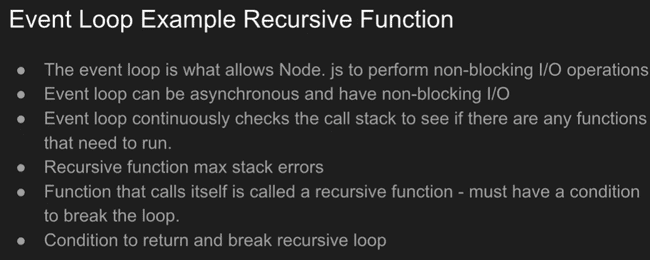 Event Loop Example Recursive Function
● The event loop is what allows Node. js to perform non-blocking I/O operations
● Event loop can be asynchronous and have non-blocking I/O
● Event loop continuously checks the call stack to see if there are any functions
that need to run.
● Recursive function max stack errors
● Function that calls itself is called a recursive function - must have a condition
to break the loop.
● Condition to return and break recursive loop